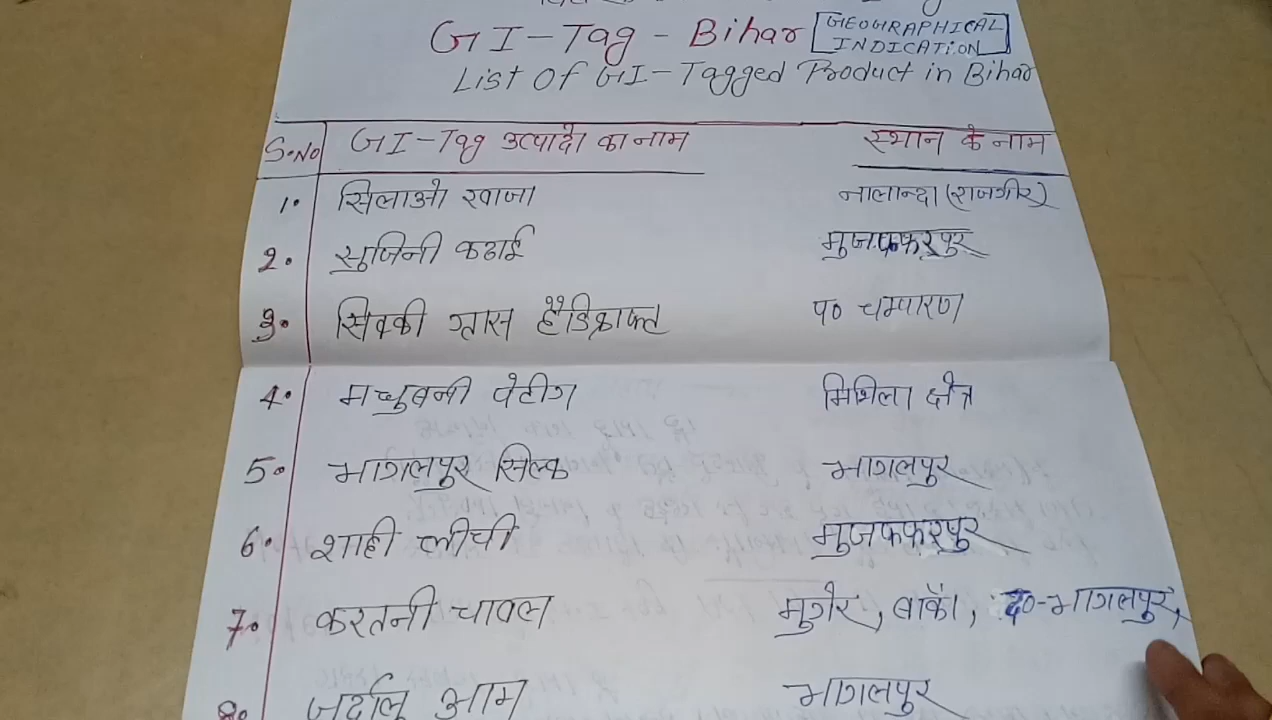 GI-Tag-Bihar [GEOGRAPHICAL INDICATION]
List Of GI-Tagged Product in Bihar
S.No GI-Tag उत्पादो का नाम स्थान के नाम
1. सिलाओ खाजा नालान्दा (राजगीर)
2. सुजिनी कढाई मुजफ्फरपुर
3. सिक्की ग्रास हैंडिक्राफ्ट प० चम्पारण
4. मधुबनी पेंटीग मिथिला क्षेत्र
5. भागलपुर सिल्क भागलपुर
6. शाही लीची मुजफ्फरपुर
7. करतनी चावल मुगेर, बाकॅा, द०-भागलपुर,
8. जर्दालू आम भागलपुर